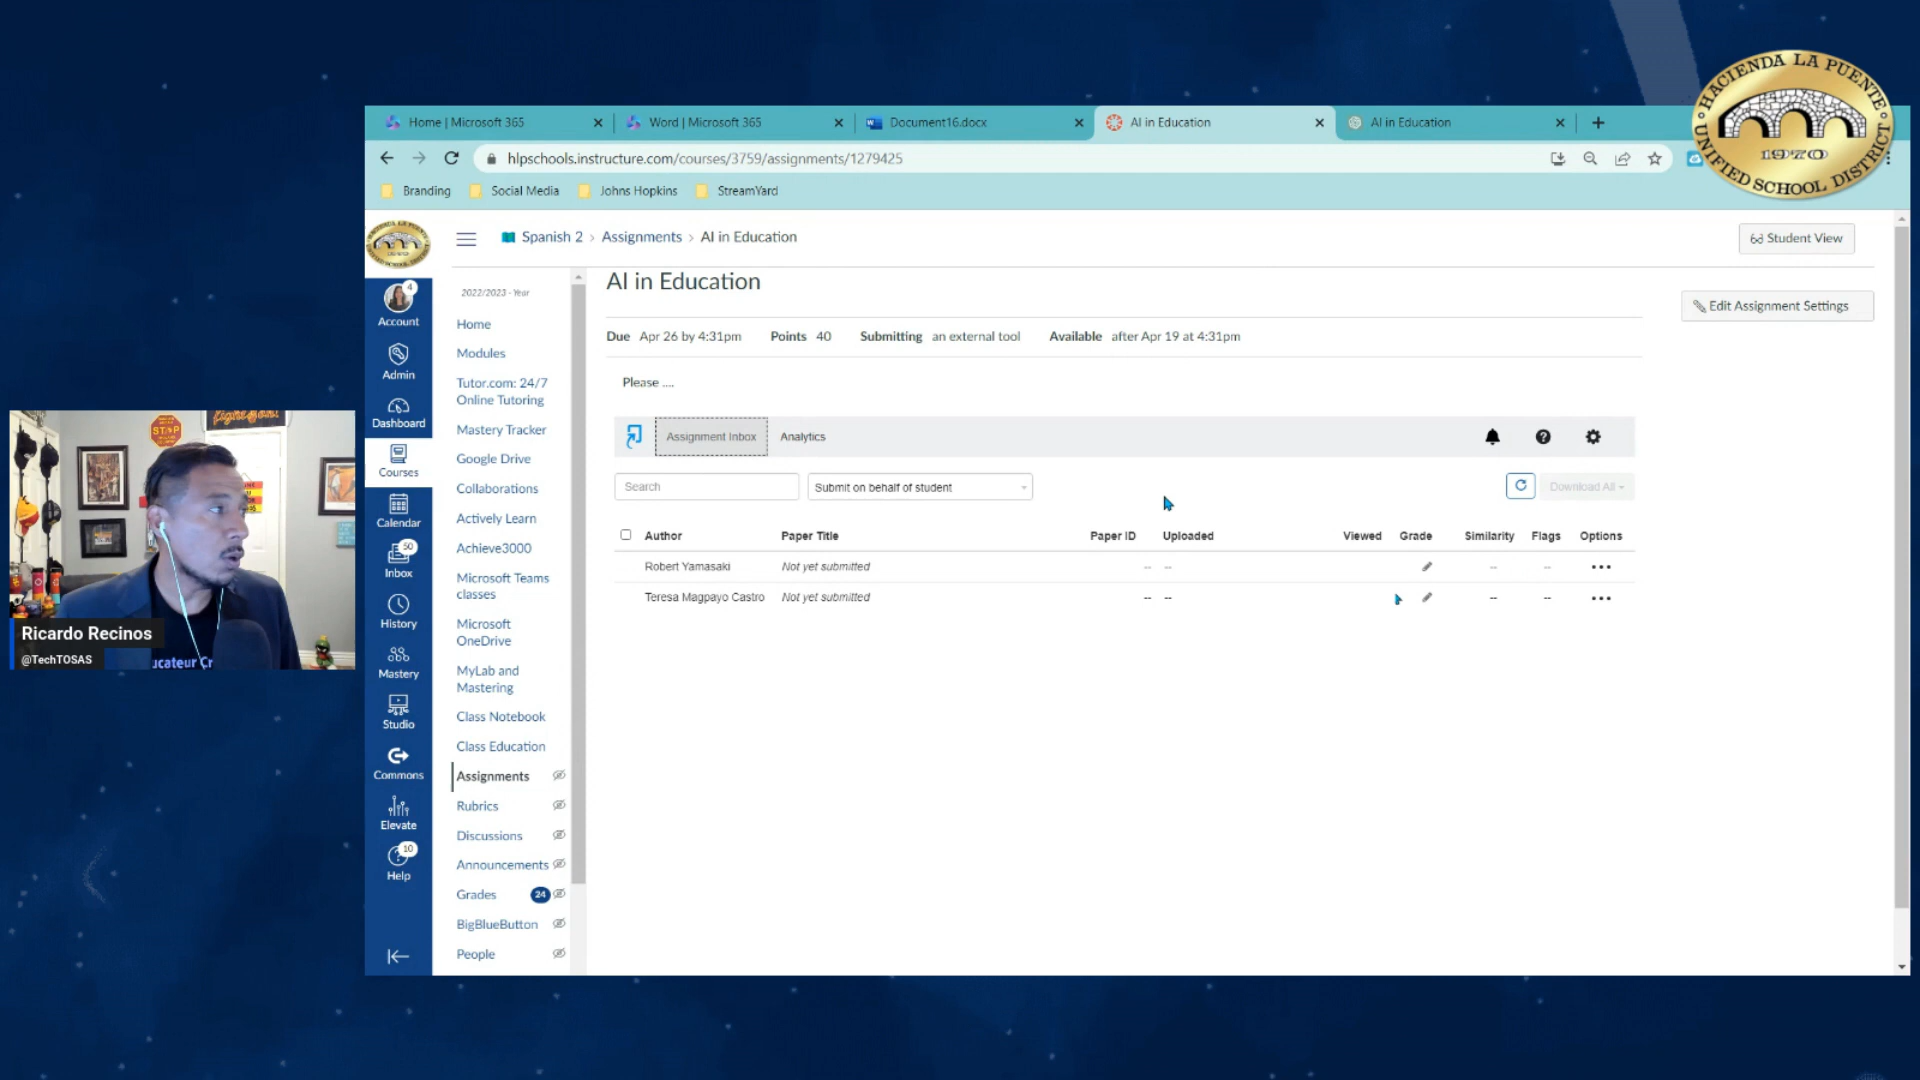 HACIENDA LA PUENTE
1970
UNIFIED SCHOOL DISTRICT
Home | Microsoft 365
Word | Microsoft 365
Document16.docx
AI in Education
AI in Education
hlpschools.instructure.com/courses/3759/assignments/1279425
Branding
Social Media
Johns Hopkins
StreamYard
Spanish 2 › Assignments › AI in Education
Student View
4
Account
Admin
Dashboard
Courses
Calendar
50
Inbox
History
Mastery
Studio
Commons
Elevate
10
Help
2022/2023 - Year
Home
Modules
Tutor.com: 24/7
Online Tutoring
Mastery Tracker
Google Drive
Collaborations
Actively Learn
Achieve3000
Microsoft Teams
classes
Microsoft
OneDrive
MyLab and
Mastering
Class Notebook
Class Education
Assignments
Rubrics
Discussions
Announcements
Grades 24
BigBlueButton
People
AI in Education
Edit Assignment Settings
Due Apr 26 by 4:31pm Points 40 Submitting an external tool Available after Apr 19 at 4:31pm
Please ....
Assignment Inbox Analytics
Search
Submit on behalf of student
Download All
Author Paper Title Paper ID Uploaded Viewed Grade Similarity Flags Options
Robert Yamasaki Not yet submitted -- -- -- --
Teresa Magpayo Castro Not yet submitted -- -- -- --
STOP
Ricardo Recinos
@TechTOSAS
ucateur Cr